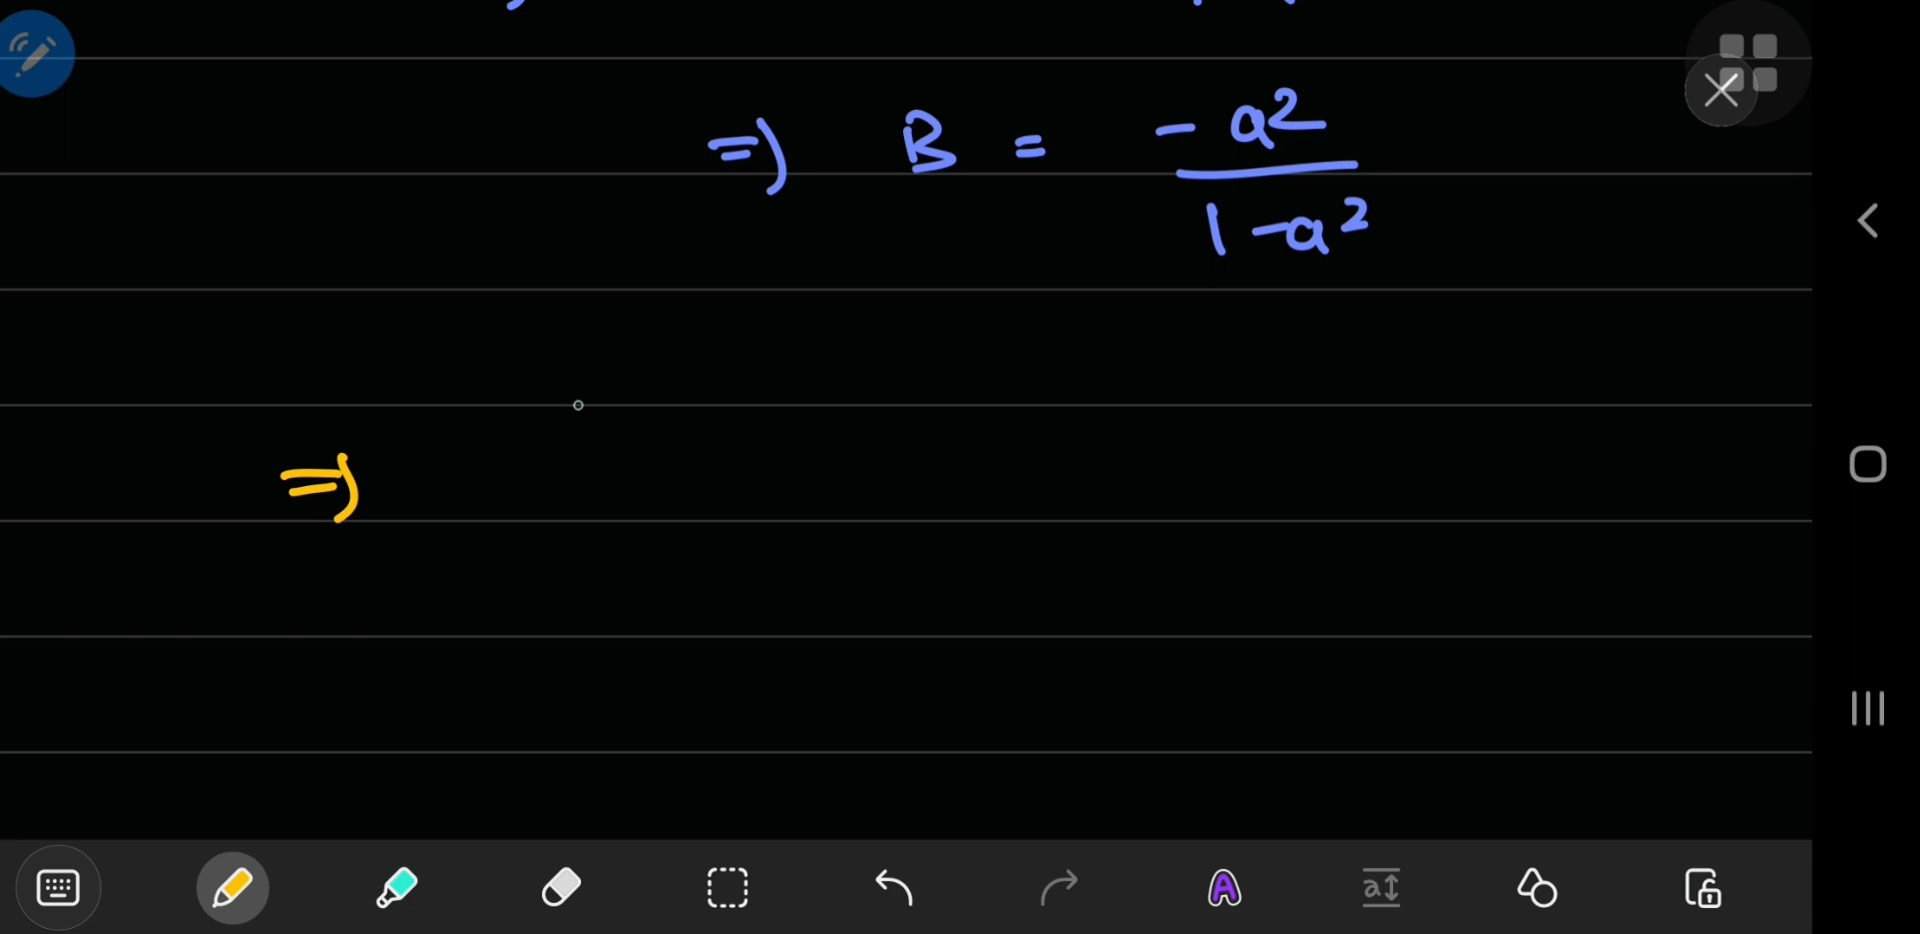 =) B = -a²/(1-a²)
=)